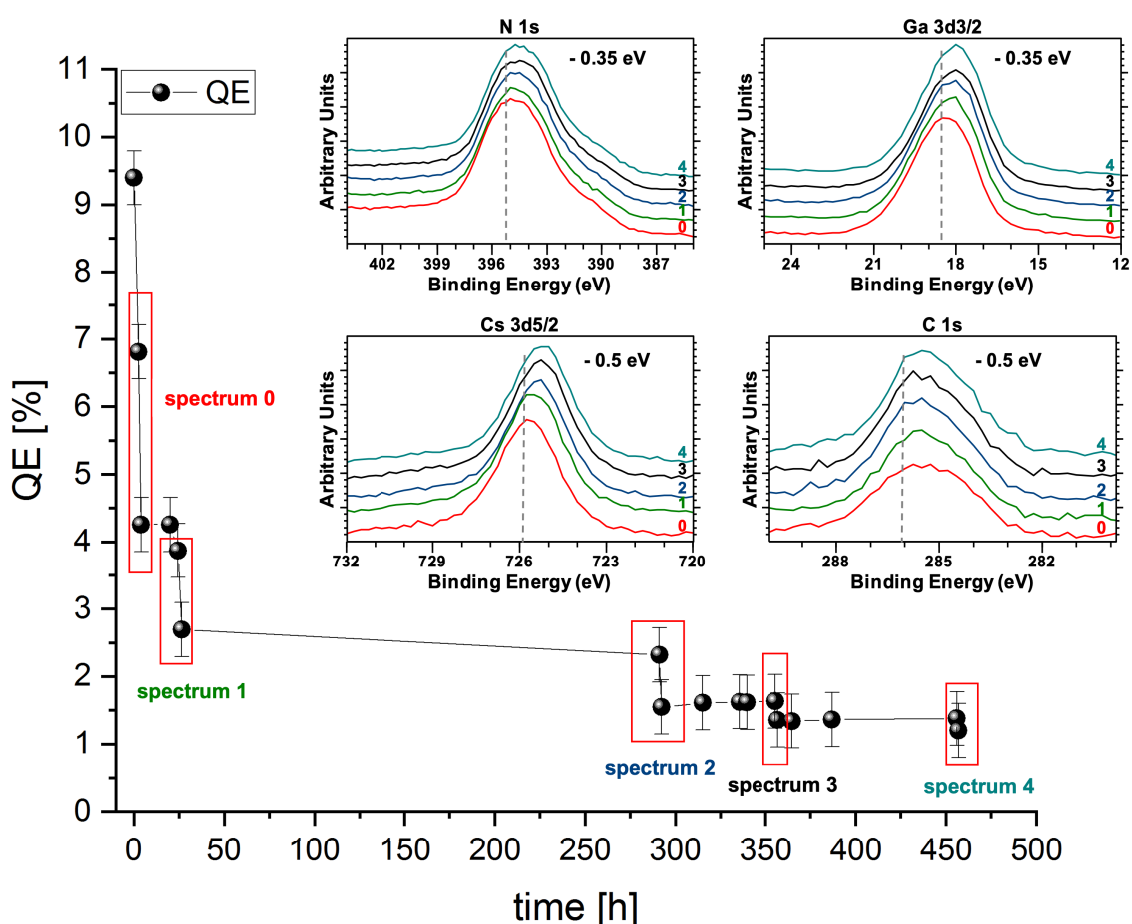 N 1s
- 0.35 eV
Arbitrary Units
4
3
2
1
0
402 399 396 393 390 387
Binding Energy (eV)
Ga 3d3/2
- 0.35 eV
Arbitrary Units
4
3
2
1
0
24 21 18 15 12
Binding Energy (eV)
Cs 3d5/2
- 0.5 eV
Arbitrary Units
4
3
2
1
0
732 729 726 723 720
Binding Energy (eV)
C 1s
- 0.5 eV
Arbitrary Units
4
3
2
1
0
288 285 282
Binding Energy (eV)
QE
QE [%]
11
10
9
8
7
6
5
4
3
2
1
0
spectrum 0
spectrum 1
spectrum 2
spectrum 3
spectrum 4
0 50 100 150 200 250 300 350 400 450 500
time [h]